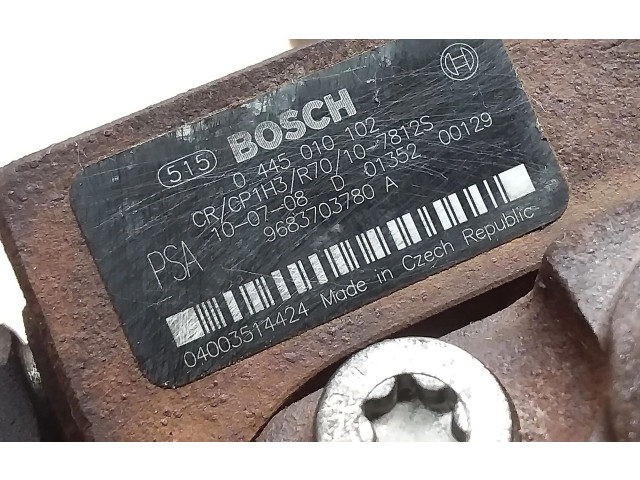 515 BOSCH
0 445 010 102
CR/CP1H3/R70/10-7812S
10-07-08 D 01352 00129
PSA 9683703780 A
04003514424 Made in Czech Republic